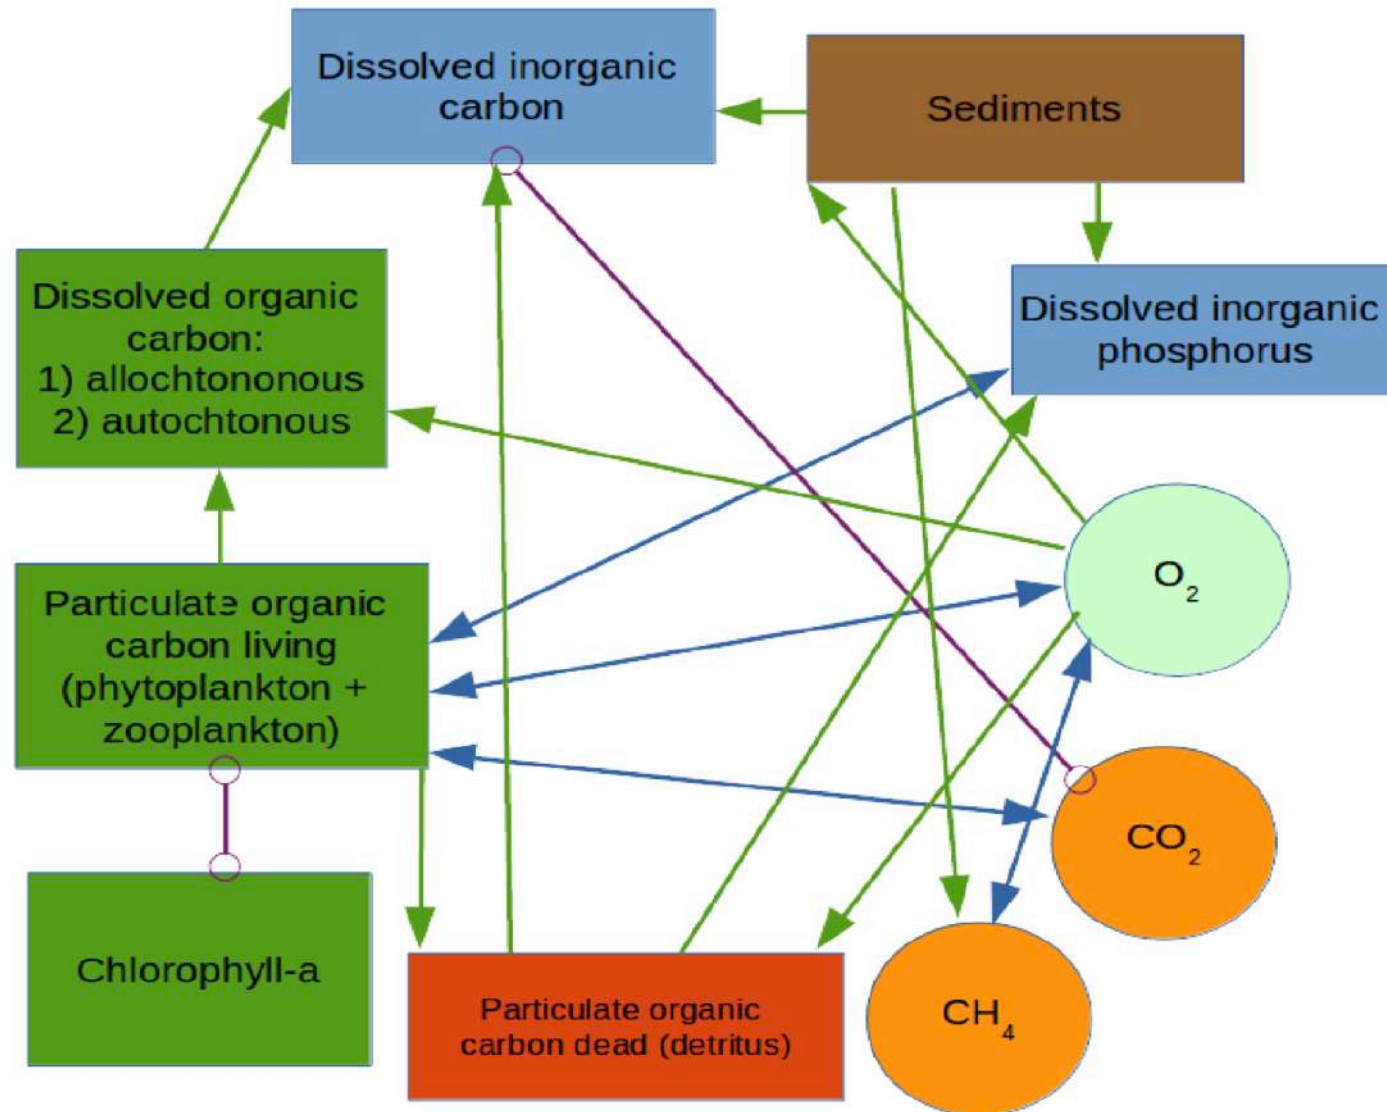 Dissolved inorganic
carbon
Sediments
Dissolved organic
carbon:
1) allochtononous
2) autochtonous
Dissolved inorganic
phosphorus
O₂
Particulate organic
carbon living
(phytoplankton +
zooplankton)
CO₂
Chlorophyll-a
Particulate organic
carbon dead (detritus)
CH₄